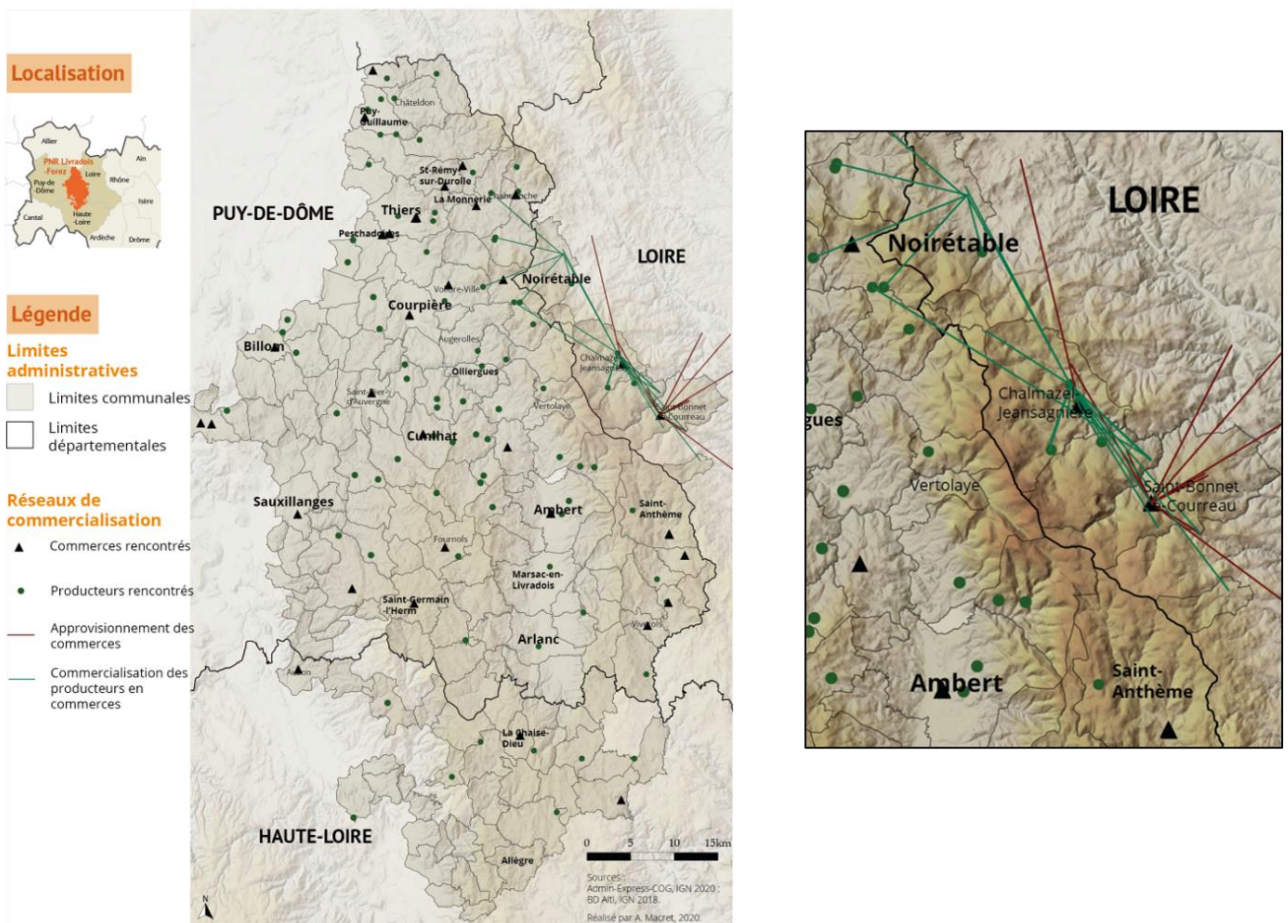 Localisation
Allier
Ain
PNR Livradois
-Forez
Loire
Rhône
Puy-de
-Dôme
Isère
Cantal
Haute
-Loire
Ardèche
Drôme
Légende
Limites
administratives
Limites communales
Limites
départementales
Réseaux de
commercialisation
Commerces rencontrés
Producteurs rencontrés
Approvisionnement des
commerces
Commercialisation des
producteurs en
commerces
Châteldon
Puy-
Guillaume
St-Rémy-
sur-Durolle
La Monnerie
PUY-DE-DÔME
Thiers
Peschadoires
LOIRE
Noirétable
Vollore-Ville
Courpière
Billom
Augerolles
Olliergues
Chalmazel-
Jeansagnière
Saint-Dier-
d'Auvergne
Vertolaye
Saint-Bonnet
-le-Courreau
Cunlhat
Sauxillanges
Ambert
Saint-
Anthème
Fournols
Marsac-en-
Livradois
Saint-Germain
-l'Herm
Viverols
Arlanc
La Chaise-
Dieu
HAUTE-LOIRE
Allègre
0 5 10 15km
Sources :
Admin-Express-COG, IGN 2020 ;
BD Alti, IGN 2018.
Réalisé par A. Macret, 2020.
N
LOIRE
Noirétable
Chalmazel-
Jeansagnière
gues
Vertolaye
Saint-Bonnet
-le-Courreau
Ambert
Saint-
Anthème